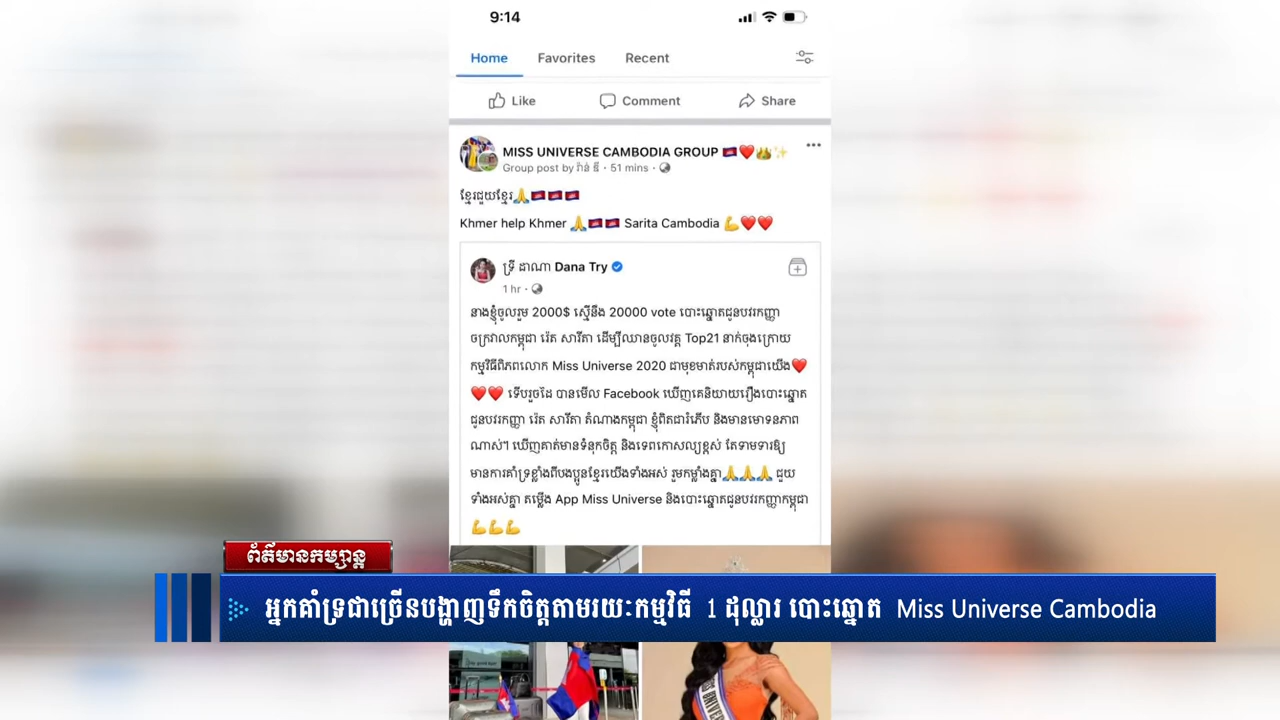 9:14
Home Favorites Recent
Like Comment Share
MISS UNIVERSE CAMBODIA GROUP 🇰🇭❤️👑✨
Group post by រ៉ាន់ ឌី · 51 mins ·
ខ្មែរជួយខ្មែរ🙏🇰🇭🇰🇭🇰🇭
Khmer help Khmer 🙏🇰🇭🇰🇭 Sarita Cambodia 💪❤️❤️
ទ្រី ដាណា Dana Try
1 hr ·
នាងខ្ញុំចូលរួម 2000$ ស្មើនឹង 20000 vote បោះឆ្នោតជូនបវរកញ្ញា
ចក្រវាលកម្ពុជា រ៉េត សារីតា ដើម្បីឈានចូលវគ្គ Top21 នាក់ចុងក្រោយ
កម្មវិធីពិភពលោក Miss Universe 2020 ជាមុខមាត់របស់កម្ពុជាយើង❤️
❤️❤️ ទើបរួចដៃ បានមើល Facebook ឃើញគេនិយាយរឿងបោះឆ្នោត
ជូនបវរកញ្ញា រ៉េត សារីតា តំណាងកម្ពុជា ខ្ញុំពិតជារំភើប និងមានមោទនភាព
ណាស់។ ឃើញគាត់មានទំនុកចិត្ត និងទេពកោសល្យខ្ពស់ តែទាមទារឱ្យ
មានការគាំទ្រខ្លាំងពីបងប្អូនខ្មែរយើងទាំងអស់ រួមកម្លាំងគ្នា🙏🙏🙏 ជួយ
ទាំងអស់គ្នា តម្លើង App Miss Universe និងបោះឆ្នោតជូនបវរកញ្ញាកម្ពុជា
💪💪💪
ព័ត៌មានកម្សាន្ត
អ្នកគាំទ្រជាច្រើនបង្ហាញទឹកចិត្តតាមរយៈកម្មវិធី 1 ដុល្លារ បោះឆ្នោត Miss Universe Cambodia